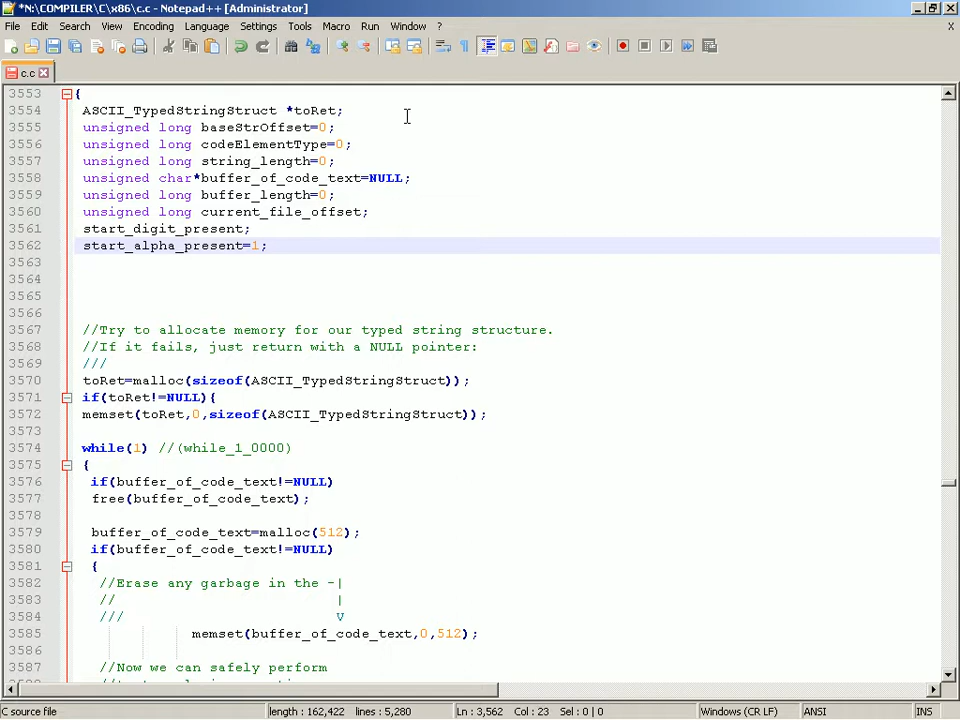 *N:\COMPILER\C\x86\c.c - Notepad++ [Administrator]
File Edit Search View Encoding Language Settings Tools Macro Run Window ? X
c.c
3553 {
3554 ASCII_TypedStringStruct *toRet;
3555 unsigned long baseStrOffset=0;
3556 unsigned long codeElementType=0;
3557 unsigned long string_length=0;
3558 unsigned char*buffer_of_code_text=NULL;
3559 unsigned long buffer_length=0;
3560 unsigned long current_file_offset;
3561 start_digit_present;
3562 start_alpha_present=1;
3563
3564
3565
3566
3567 //Try to allocate memory for our typed string structure.
3568 //If it fails, just return with a NULL pointer:
3569 ///
3570 toRet=malloc(sizeof(ASCII_TypedStringStruct));
3571 if(toRet!=NULL){
3572 memset(toRet,0,sizeof(ASCII_TypedStringStruct));
3573
3574 while(1) //(while_1_0000)
3575 {
3576 if(buffer_of_code_text!=NULL)
3577 free(buffer_of_code_text);
3578
3579 buffer_of_code_text=malloc(512);
3580 if(buffer_of_code_text!=NULL)
3581 {
3582 //Erase any garbage in the -|
3583 // |
3584 /// V
3585 memset(buffer_of_code_text,0,512);
3586
3587 //Now we can safely perform
C source file length : 162,422 lines : 5,280 Ln : 3,562 Col : 23 Sel : 0 | 0 Windows (CR LF) ANSI INS